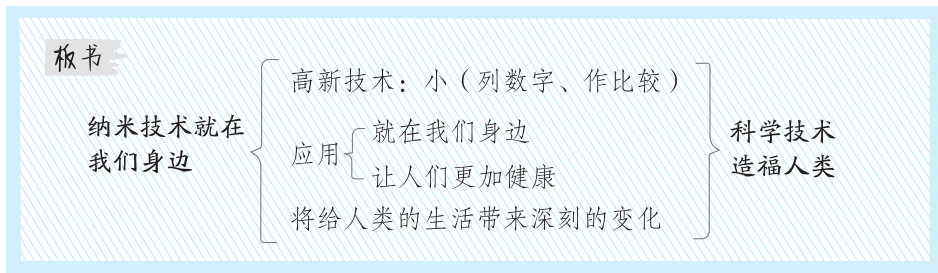 板书
纳米技术就在
我们身边
高新技术：小（列数字、作比较）
应用
就在我们身边
让人们更加健康
将给人类的生活带来深刻的变化
科学技术
造福人类